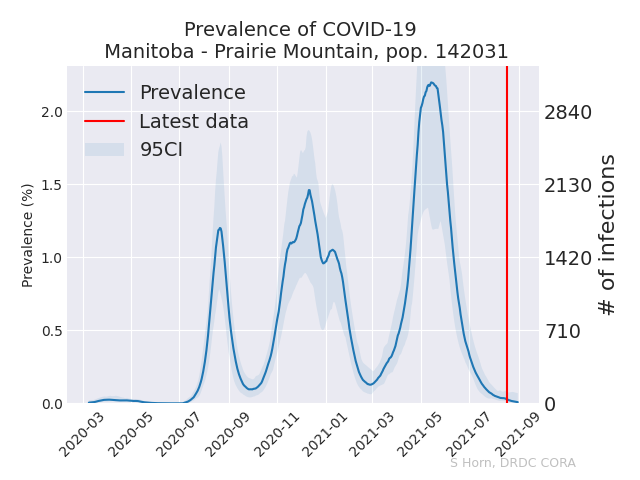 Prevalence of COVID-19
Manitoba - Prairie Mountain, pop. 142031
Prevalence
Latest data
95CI
Prevalence (%)
2.0
1.5
1.0
0.5
0.0
2840
2130
1420
710
0
# of infections
2020-03
2020-05
2020-07
2020-09
2020-11
2021-01
2021-03
2021-05
2021-07
2021-09
S Horn, DRDC CORA